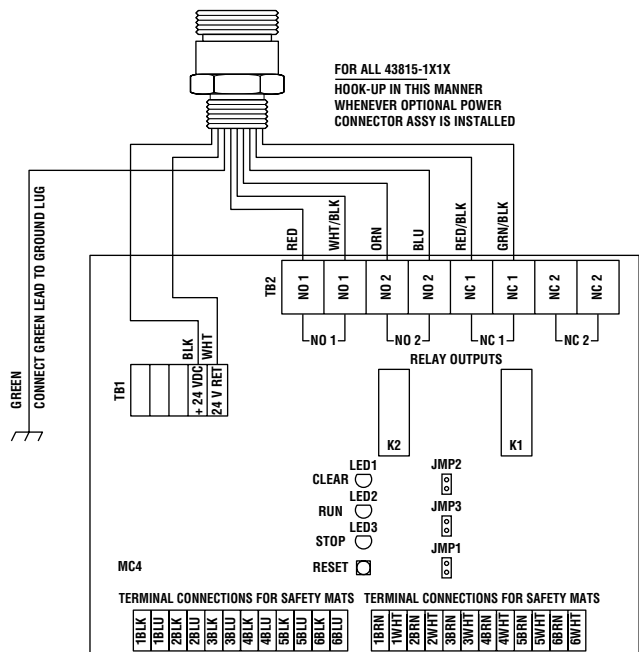 FOR ALL 43815-1X1X
HOOK-UP IN THIS MANNER
WHENEVER OPTIONAL POWER
CONNECTOR ASSY IS INSTALLED
GREEN
CONNECT GREEN LEAD TO GROUND LUG
RED
WHT/BLK
ORN
BLU
RED/BLK
GRN/BLK
TB2
NO 1
NO 1
NO 2
NO 2
NC 1
NC 1
NC 2
NC 2
NO 1
NO 2
NC 1
NC 2
RELAY OUTPUTS
BLK
WHT
TB1
+ 24 VDC
24 V RET
K2
K1
LED1
CLEAR
LED2
RUN
LED3
STOP
RESET
JMP2
JMP3
JMP1
MC4
TERMINAL CONNECTIONS FOR SAFETY MATS
1BLK
1BLU
2BLK
2BLU
3BLK
3BLU
4BLK
4BLU
5BLK
5BLU
6BLK
6BLU
TERMINAL CONNECTIONS FOR SAFETY MATS
1BRN
1WHT
2BRN
2WHT
3BRN
3WHT
4BRN
4WHT
5BRN
5WHT
6BRN
6WHT